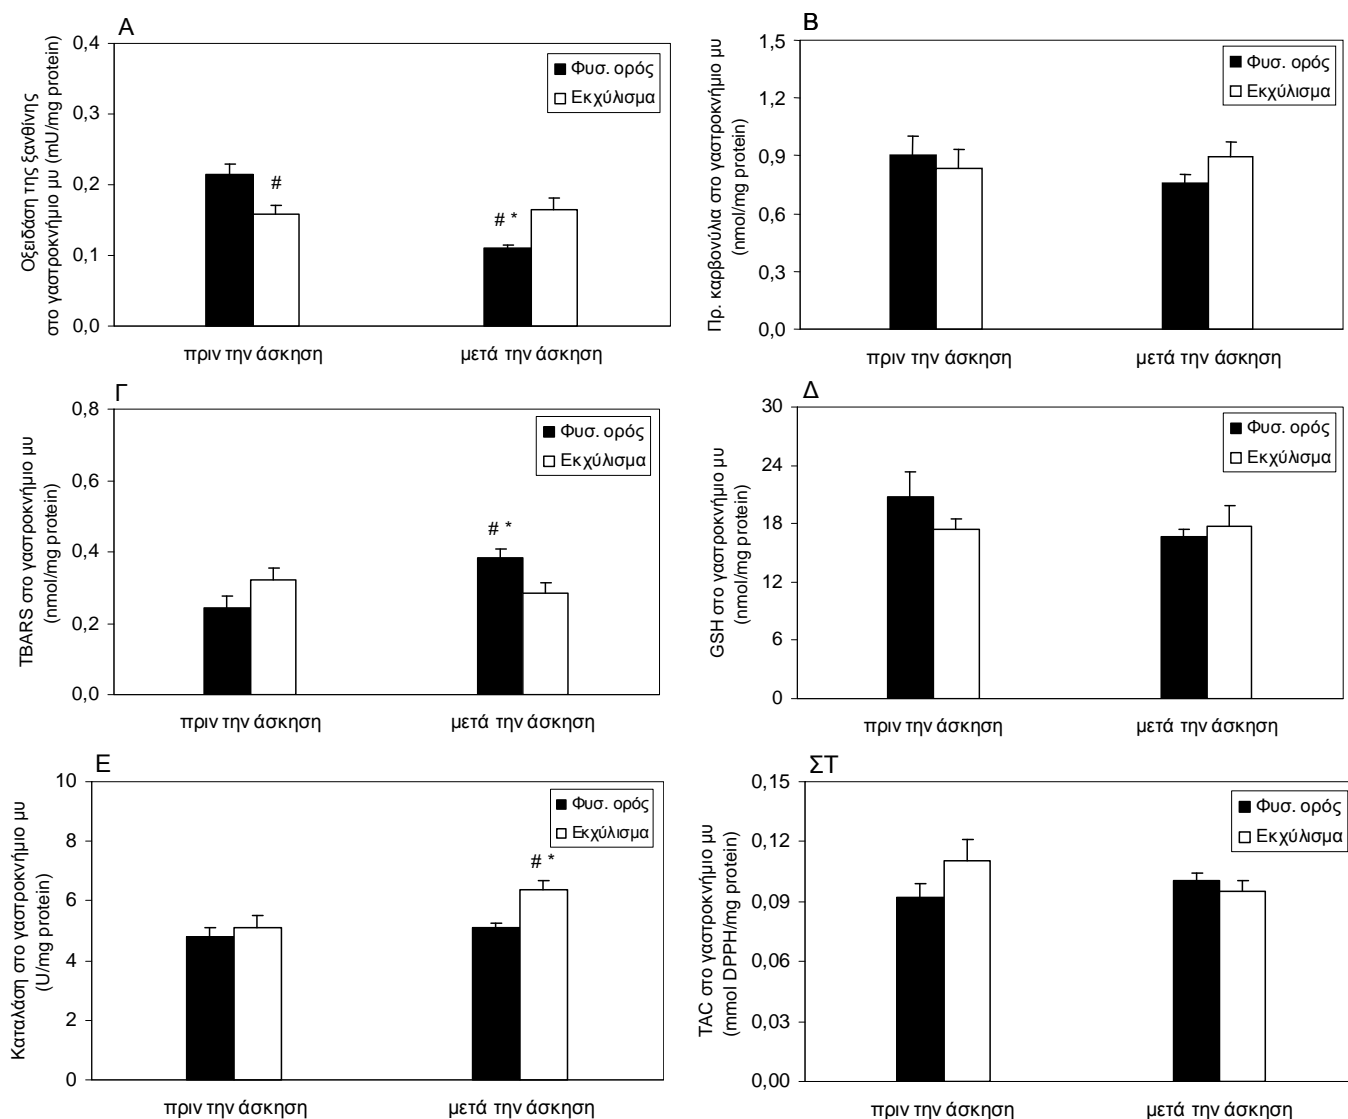 Α
Οξειδάση της ξανθίνης
στο γαστροκνήμιο μυ (mU/mg protein)
0,4
0,3
0,2
0,1
0,0
Φυσ. ορός
Εκχύλισμα
#
# *
πριν την άσκηση
μετά την άσκηση
Β
Πρ. καρβονύλια στο γαστροκνήμιο μυ
(nmol/mg protein)
1,5
1,2
0,9
0,6
0,3
0,0
Φυσ. ορός
Εκχύλισμα
πριν την άσκηση
μετά την άσκηση
Γ
TBARS στο γαστροκνήμιο μυ
(nmol/mg protein)
0,8
0,6
0,4
0,2
0,0
Φυσ. ορός
Εκχύλισμα
# *
πριν την άσκηση
μετά την άσκηση
Δ
GSH στο γαστροκνήμιο μυ
(nmol/mg protein)
30
24
18
12
6
0
Φυσ. ορός
Εκχύλισμα
πριν την άσκηση
μετά την άσκηση
Ε
Καταλάση στο γαστροκνήμιο μυ
(U/mg protein)
10
8
6
4
2
0
Φυσ. ορός
Εκχύλισμα
# *
πριν την άσκηση
μετά την άσκηση
ΣΤ
TAC στο γαστροκνήμιο μυ
(mmol DPPH/mg protein)
0,15
0,12
0,09
0,06
0,03
0,00
Φυσ. ορός
Εκχύλισμα
πριν την άσκηση
μετά την άσκηση